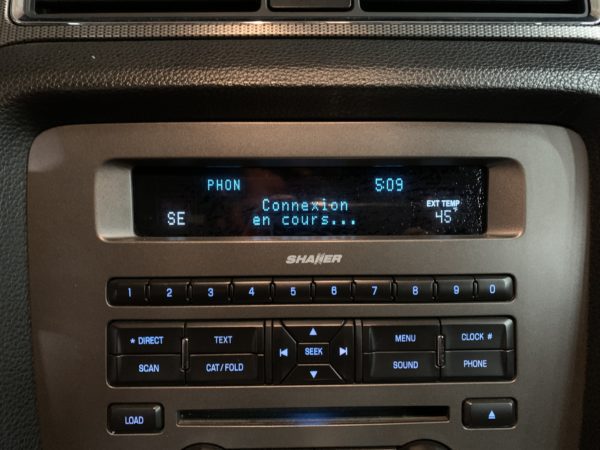 PHON 5:09
Connexion
en cours...
SE
EXT TEMP
45°
SHAKER
1 2 3 4 5 6 7 8 9 0
* DIRECT TEXT MENU CLOCK #
SEEK
SCAN CAT/FOLD SOUND PHONE
LOAD